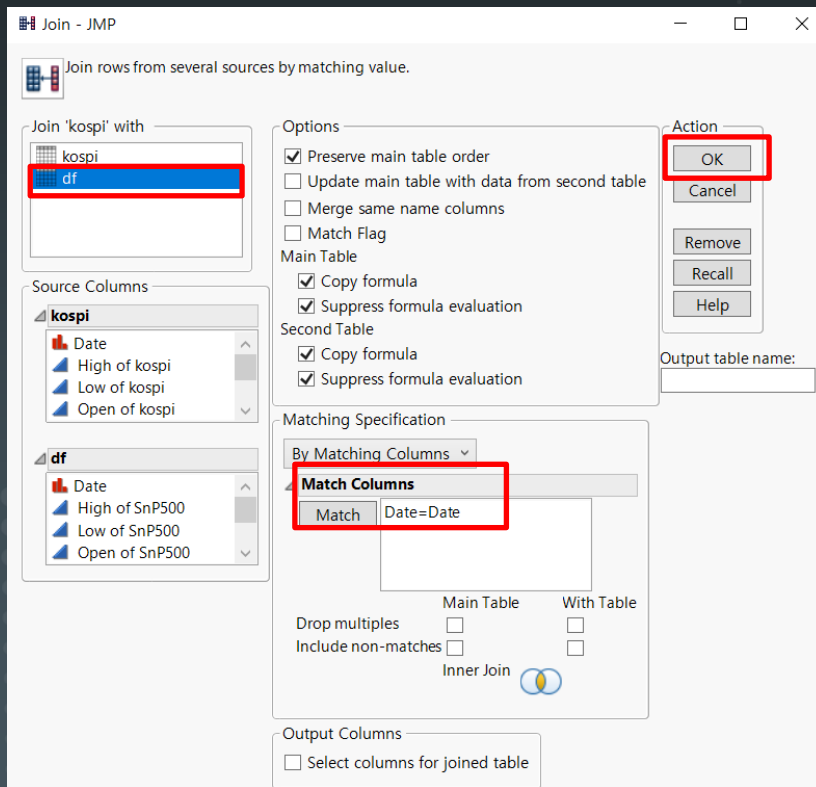 Join - JMP
Join rows from several sources by matching value.
Join 'kospi' with
kospi
df
Source Columns
kospi
Date
High of kospi
Low of kospi
Open of kospi
df
Date
High of SnP500
Low of SnP500
Open of SnP500
Options
Preserve main table order
Update main table with data from second table
Merge same name columns
Match Flag
Main Table
Copy formula
Suppress formula evaluation
Second Table
Copy formula
Suppress formula evaluation
Matching Specification
By Matching Columns
Match Columns
Match Date=Date
Main Table With Table
Drop multiples
Include non-matches
Inner Join
Output Columns
Select columns for joined table
Action
OK
Cancel
Remove
Recall
Help
Output table name: